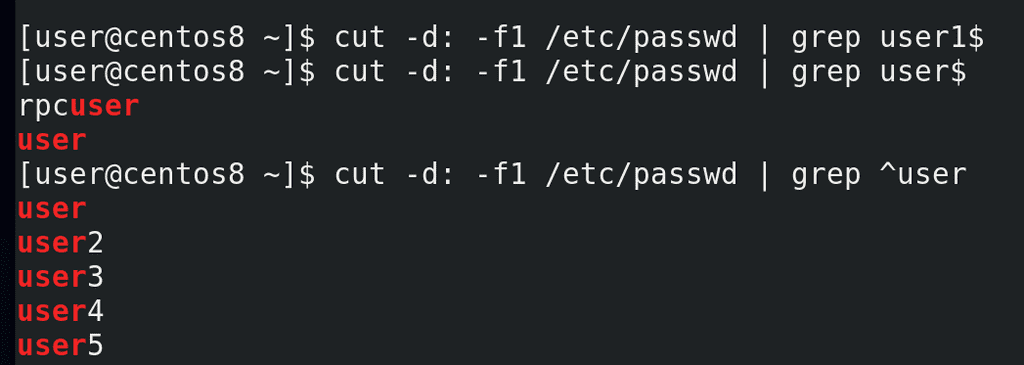 [user@centos8 ~]$ cut -d: -f1 /etc/passwd | grep user1$
[user@centos8 ~]$ cut -d: -f1 /etc/passwd | grep user$
rpcuser
user
[user@centos8 ~]$ cut -d: -f1 /etc/passwd | grep ^user
user
user2
user3
user4
user5